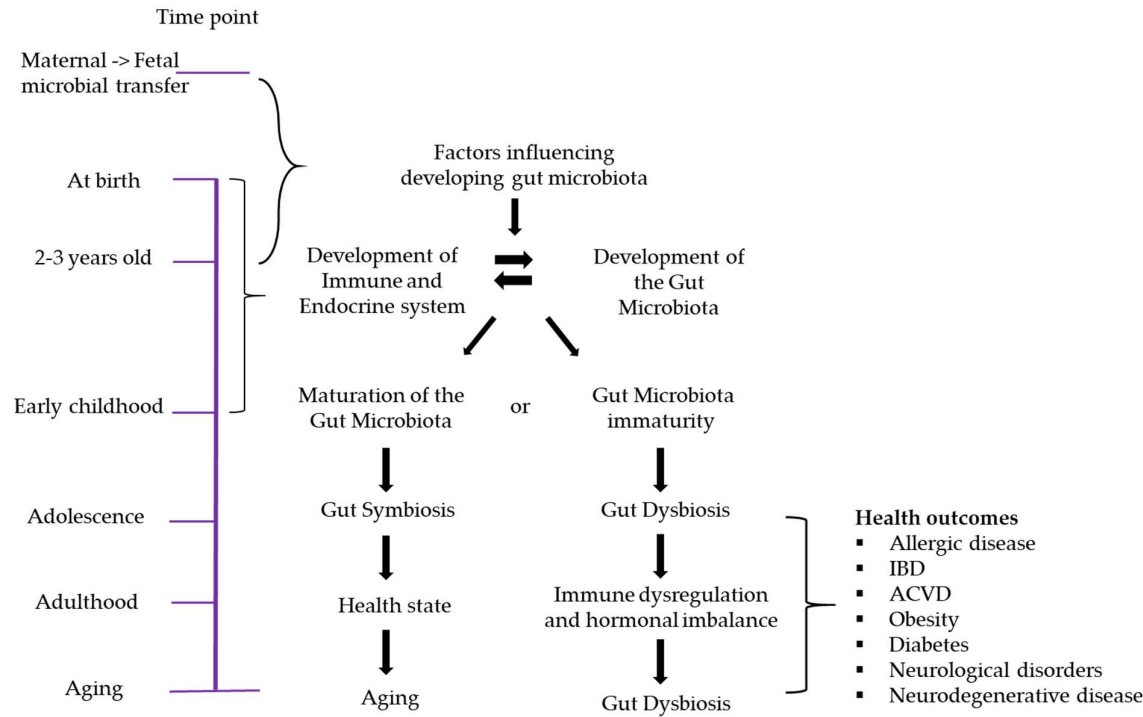 Time point
Maternal -> Fetal
microbial transfer
At birth
2-3 years old
Early childhood
Adolescence
Adulthood
Aging
Factors influencing
developing gut microbiota
Development of
Immune and
Endocrine system
Development of
the Gut
Microbiota
Maturation of the
Gut Microbiota
or
Gut Microbiota
immaturity
Gut Symbiosis
Gut Dysbiosis
Health state
Immune dysregulation
and hormonal imbalance
Aging
Gut Dysbiosis
Health outcomes
▪ Allergic disease
▪ IBD
▪ ACVD
▪ Obesity
▪ Diabetes
▪ Neurological disorders
▪ Neurodegenerative disease